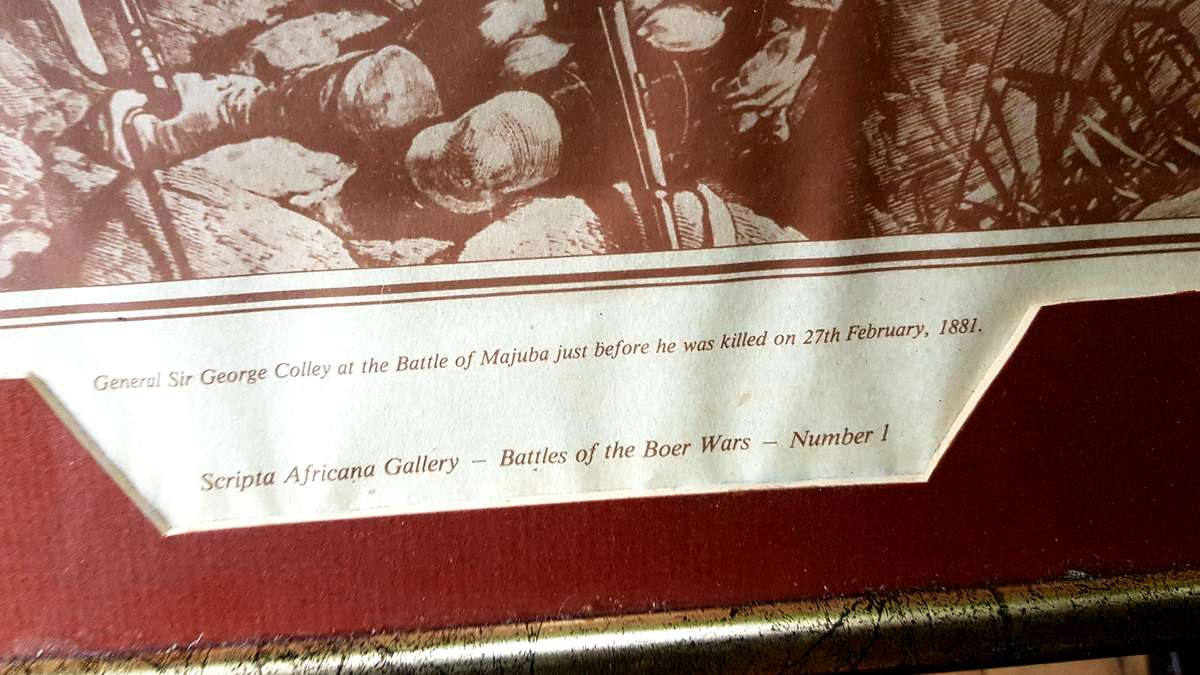 General Sir George Colley at the Battle of Majuba just before he was killed on 27th February, 1881.
Scripta Africana Gallery – Battles of the Boer Wars – Number 1